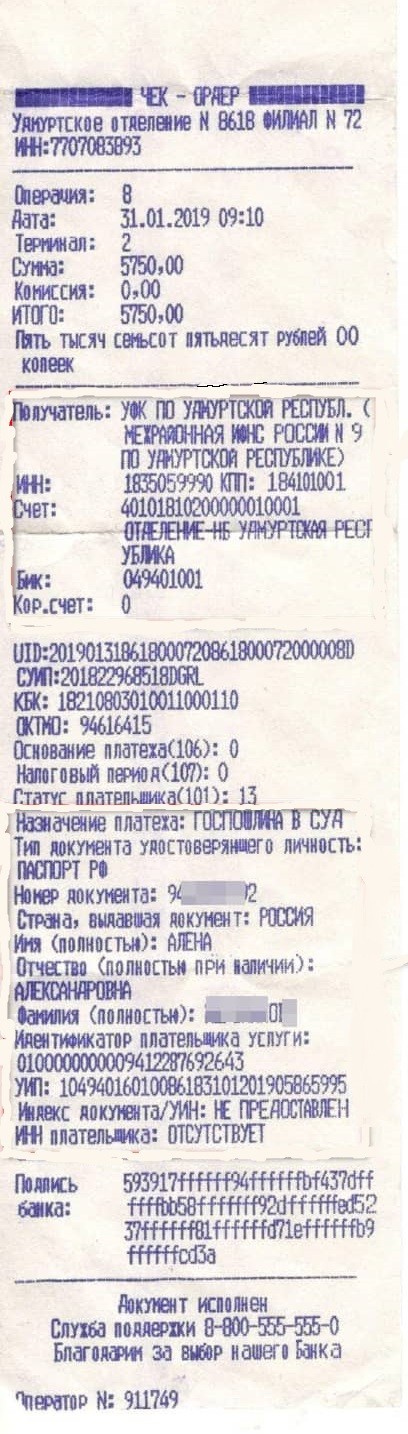 ЧЕК - ОРДЕР
Удмуртское отделение N 8618 ФИЛИАЛ N 72
ИНН:7707083893
Операция: 8
Дата: 31.01.2019 09:10
Терминал: 2
Сумма: 5750,00
Комиссия: 0,00
ИТОГО: 5750,00
Пять тысяч семьсот пятьдесят рублей 00
копеек
Получатель: УФК ПО УДМУРТСКОЙ РЕСПУБЛ. (
МЕЖРАЙОННАЯ ИФНС РОССИИ N 9
ПО УДМУРТСКОЙ РЕСПУБЛИКЕ)
ИНН: 1835059990 КПП: 184101001
Счет: 40101810200000010001
ОТДЕЛЕНИЕ-НБ УДМУРТСКАЯ РЕСП
УБЛИКА
Бик: 049401001
Кор.счет: 0
UID:201901318618000720861800072000008D
СУИП:201822968518DGRL
КБК: 18210803010011000110
ОКТМО: 94616415
Основание платежа(106): 0
Налоговый период(107): 0
Статус плательщика(101): 13
Назначение платежа: ГОСПОШЛИНА В СУД
Тип документа удостоверяющего личность:
ПАСПОРТ РФ
Номер документа: 94 2
Страна, выдавшая документ: РОССИЯ
Имя (полностью): АЛЕНА
Отчество (полностью при наличии):
АЛЕКСАНДРОВНА
Фамилия (полностью):
Идентификатор плательщика услуги:
0100000000009412287692643
УИП: 10494016010086183101201905865995
Индекс документа/УИН: НЕ ПРЕДОСТАВЛЕН
ИНН плательщика: ОТСУТСТВУЕТ
Подпись 593917ffffff94ffffffbf437dff
банка: ffffbb58ffffffff92dffffffed52
37ffffff81ffffffd71effffffb9
ffffffcd3a
Документ исполнен
Служба поддержки 8-800-555-555-0
Благодарим за выбор нашего Банка
Оператор N: 911749